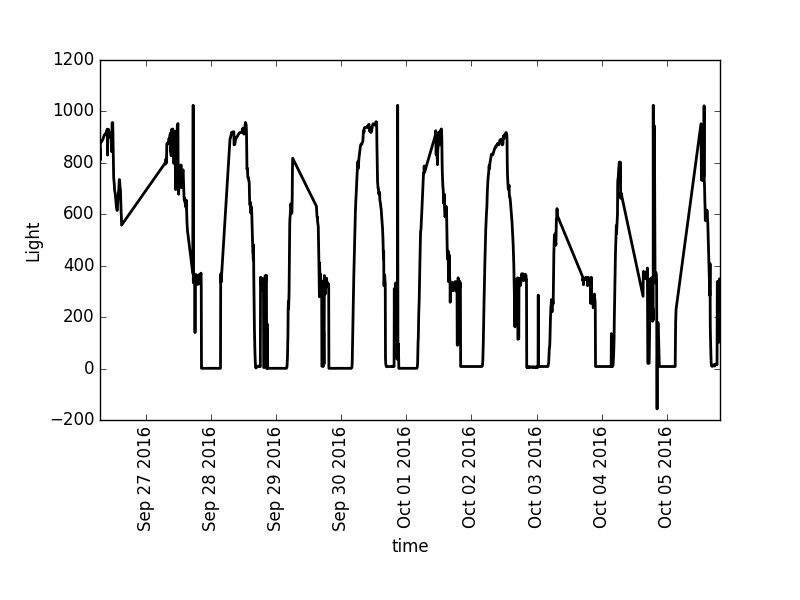 1200
1000
800
600
400
200
0
−200
Light
Sep 27 2016
Sep 28 2016
Sep 29 2016
Sep 30 2016
Oct 01 2016
Oct 02 2016
Oct 03 2016
Oct 04 2016
Oct 05 2016
time